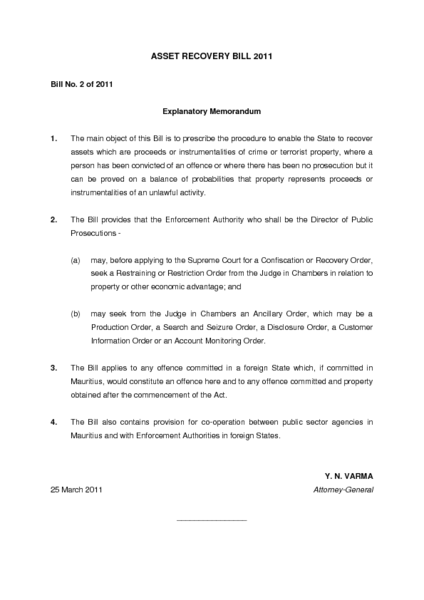 ASSET RECOVERY BILL 2011
Bill No. 2 of 2011
Explanatory Memorandum
1. The main object of this Bill is to prescribe the procedure to enable the State to recover
assets which are proceeds or instrumentalities of crime or terrorist property, where a
person has been convicted of an offence or where there has been no prosecution but it
can be proved on a balance of probabilities that property represents proceeds or
instrumentalities of an unlawful activity.
2. The Bill provides that the Enforcement Authority who shall be the Director of Public
Prosecutions -
(a) may, before applying to the Supreme Court for a Confiscation or Recovery Order,
seek a Restraining or Restriction Order from the Judge in Chambers in relation to
property or other economic advantage; and
(b) may seek from the Judge in Chambers an Ancillary Order, which may be a
Production Order, a Search and Seizure Order, a Disclosure Order, a Customer
Information Order or an Account Monitoring Order.
3. The Bill applies to any offence committed in a foreign State which, if committed in
Mauritius, would constitute an offence here and to any offence committed and property
obtained after the commencement of the Act.
4. The Bill also contains provision for co-operation between public sector agencies in
Mauritius and with Enforcement Authorities in foreign States.
Y. N. VARMA
25 March 2011 Attorney-General